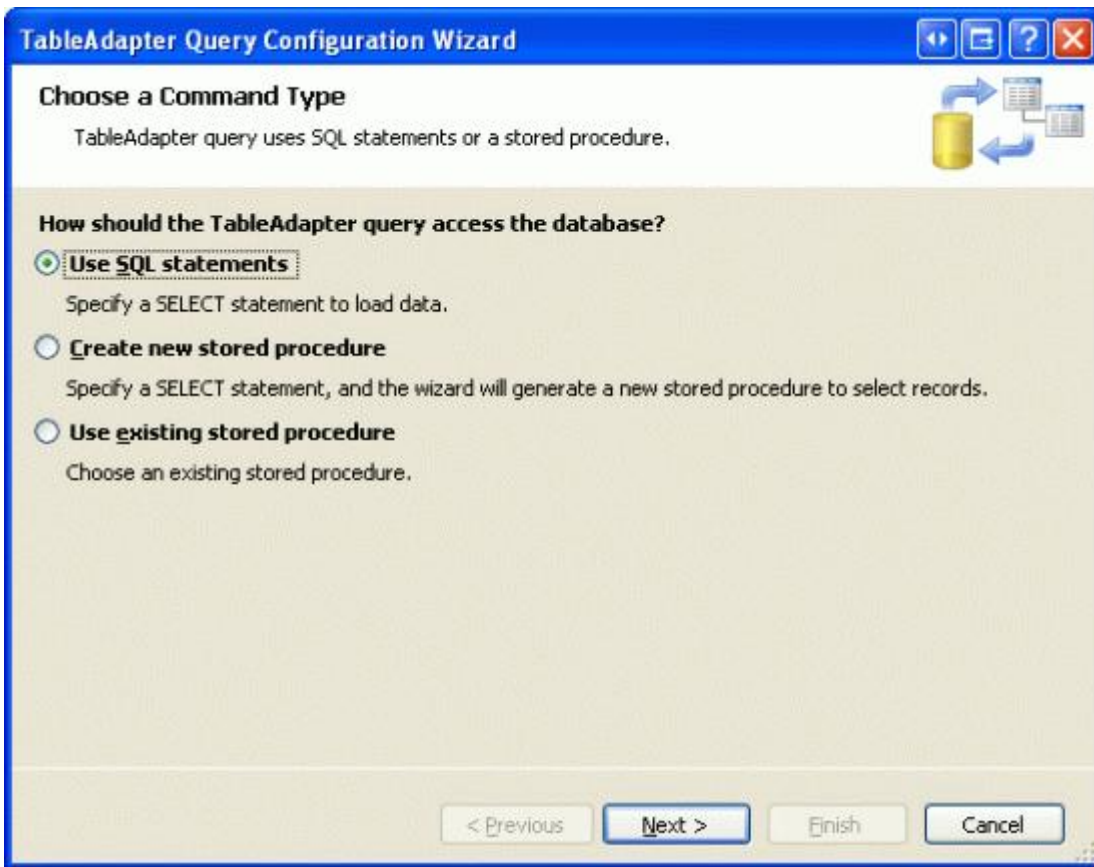 TableAdapter Query Configuration Wizard
Choose a Command Type
TableAdapter query uses SQL statements or a stored procedure.
How should the TableAdapter query access the database?
Use SQL statements
Specify a SELECT statement to load data.
Create new stored procedure
Specify a SELECT statement, and the wizard will generate a new stored procedure to select records.
Use existing stored procedure
Choose an existing stored procedure.
< Previous Next > Finish Cancel